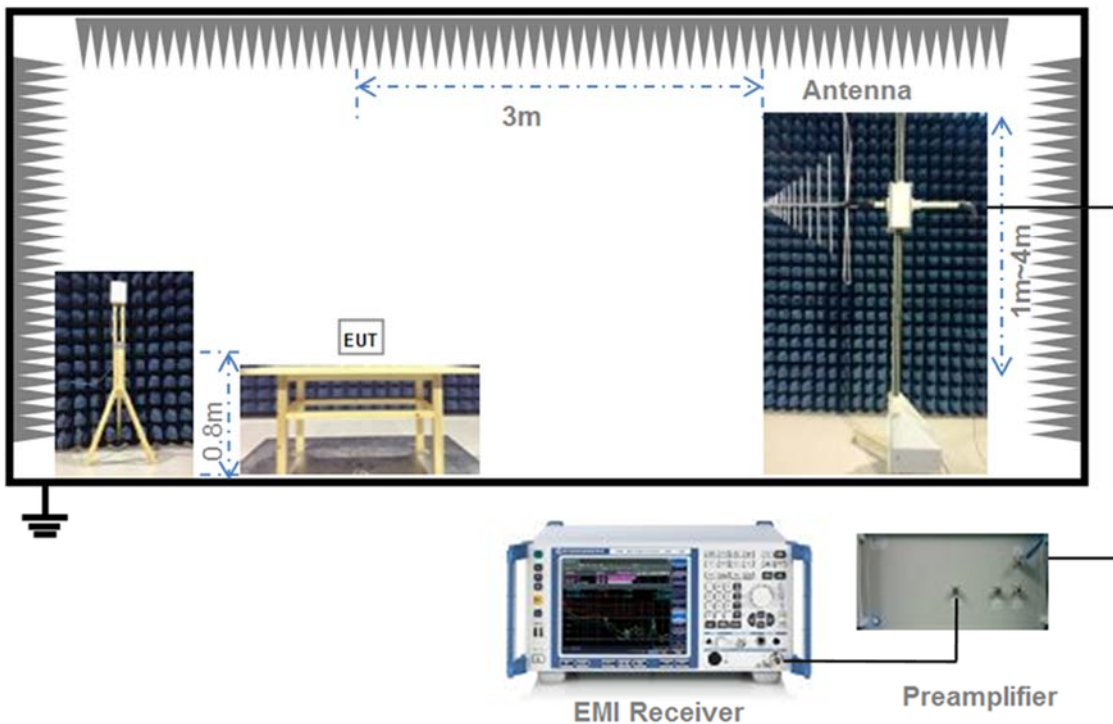 Antenna
3m
1m~4m
EUT
0.8m
EMI Receiver
Preamplifier